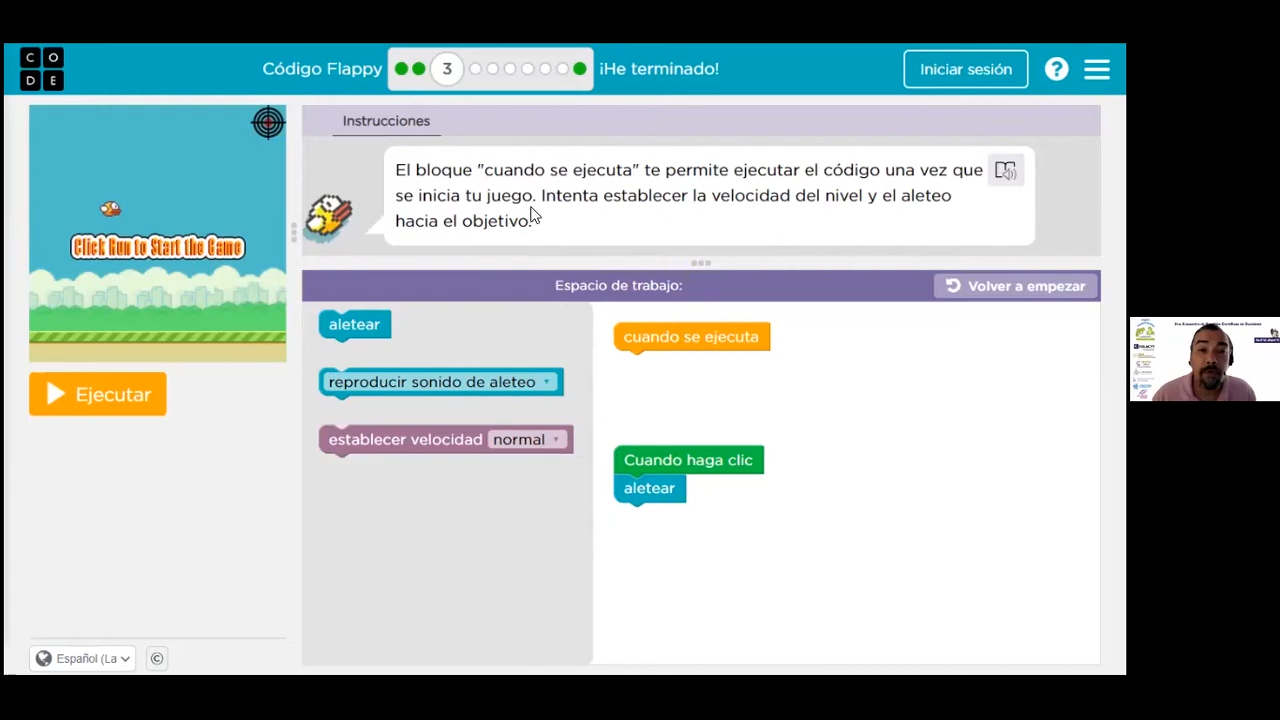 C O
D E
Código Flappy
3
¡He terminado!
Iniciar sesión
?
Instrucciones
El bloque "cuando se ejecuta" te permite ejecutar el código una vez que
se inicia tu juego. Intenta establecer la velocidad del nivel y el aleteo
hacia el objetivo.
Click Run to Start the Game
Espacio de trabajo:
Volver a empezar
aletear
reproducir sonido de aleteo
establecer velocidad normal
cuando se ejecuta
Cuando haga clic
aletear
Ejecutar
Español (La
©